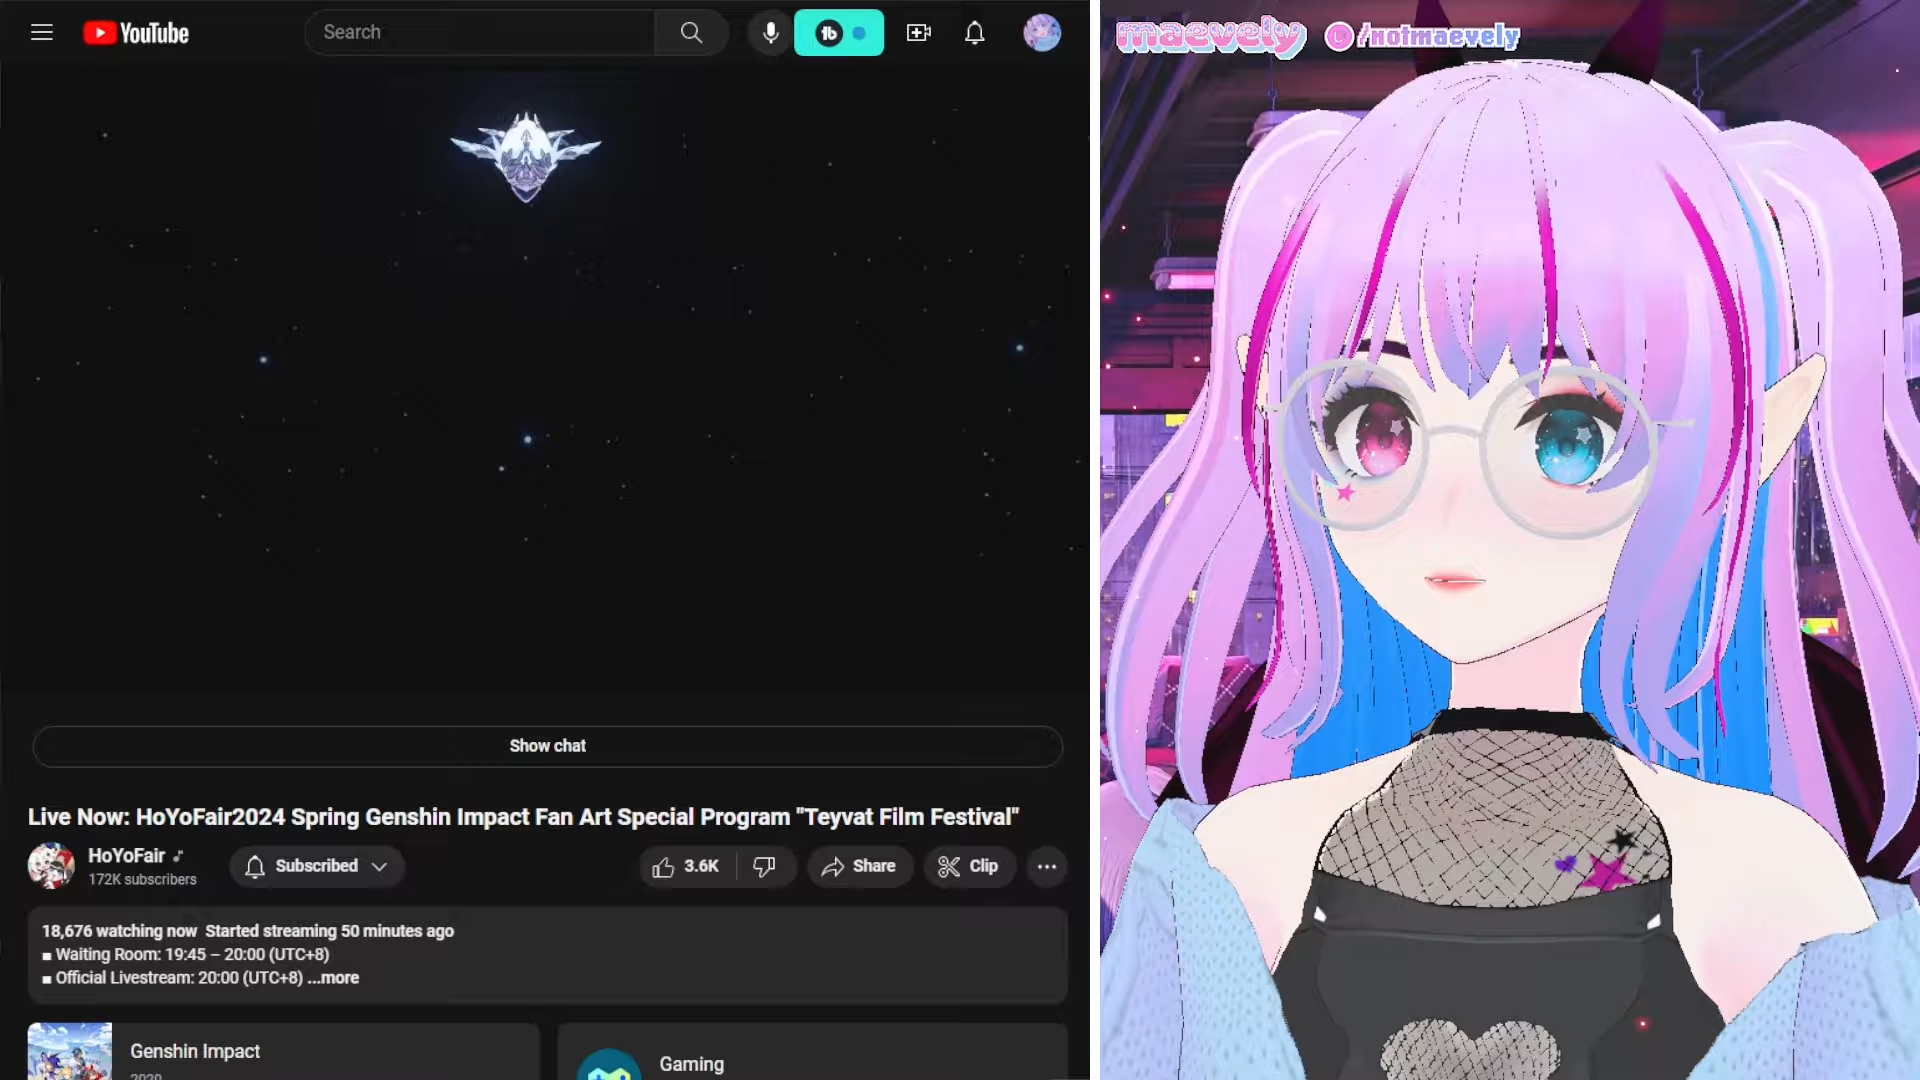 YouTube
Search
tb
maevely
/notmaevely
Show chat
Live Now: HoYoFair2024 Spring Genshin Impact Fan Art Special Program "Teyvat Film Festival"
HoYoFair
172K subscribers
Subscribed
3.6K
Share
Clip
18,676 watching now Started streaming 50 minutes ago
■ Waiting Room: 19:45 – 20:00 (UTC+8)
■ Official Livestream: 20:00 (UTC+8) ...more
Genshin Impact
2020
Gaming